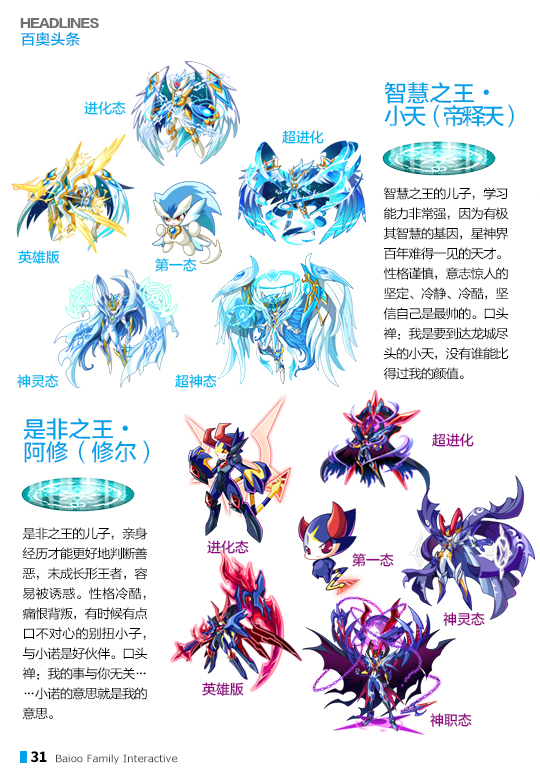 HEADLINES
百奥头条
进化态
超进化
英雄版
第一态
神灵态
超神态
智慧之王·
小天（帝释天）
智慧之王的儿子，学习
能力非常强，因为有极
其智慧的基因，星神界
百年难得一见的天才。
性格谨慎，意志惊人的
坚定、冷静、冷酷，坚
信自己是最帅的。口头
禅：我是要到达龙城尽
头的小天，没有谁能比
得过我的颜值。
是非之王·
阿修（修尔）
是非之王的儿子，亲身
经历才能更好地判断善
恶，未成长形王者，容
易被诱惑。性格冷酷，
痛恨背叛，有时候有点
口不对心的别扭小子，
与小诺是好伙伴。口头
禅：我的事与你无关…
…小诺的意思就是我的
意思。
进化态
超进化
第一态
神灵态
英雄版
神职态
31 Baioo Family Interactive